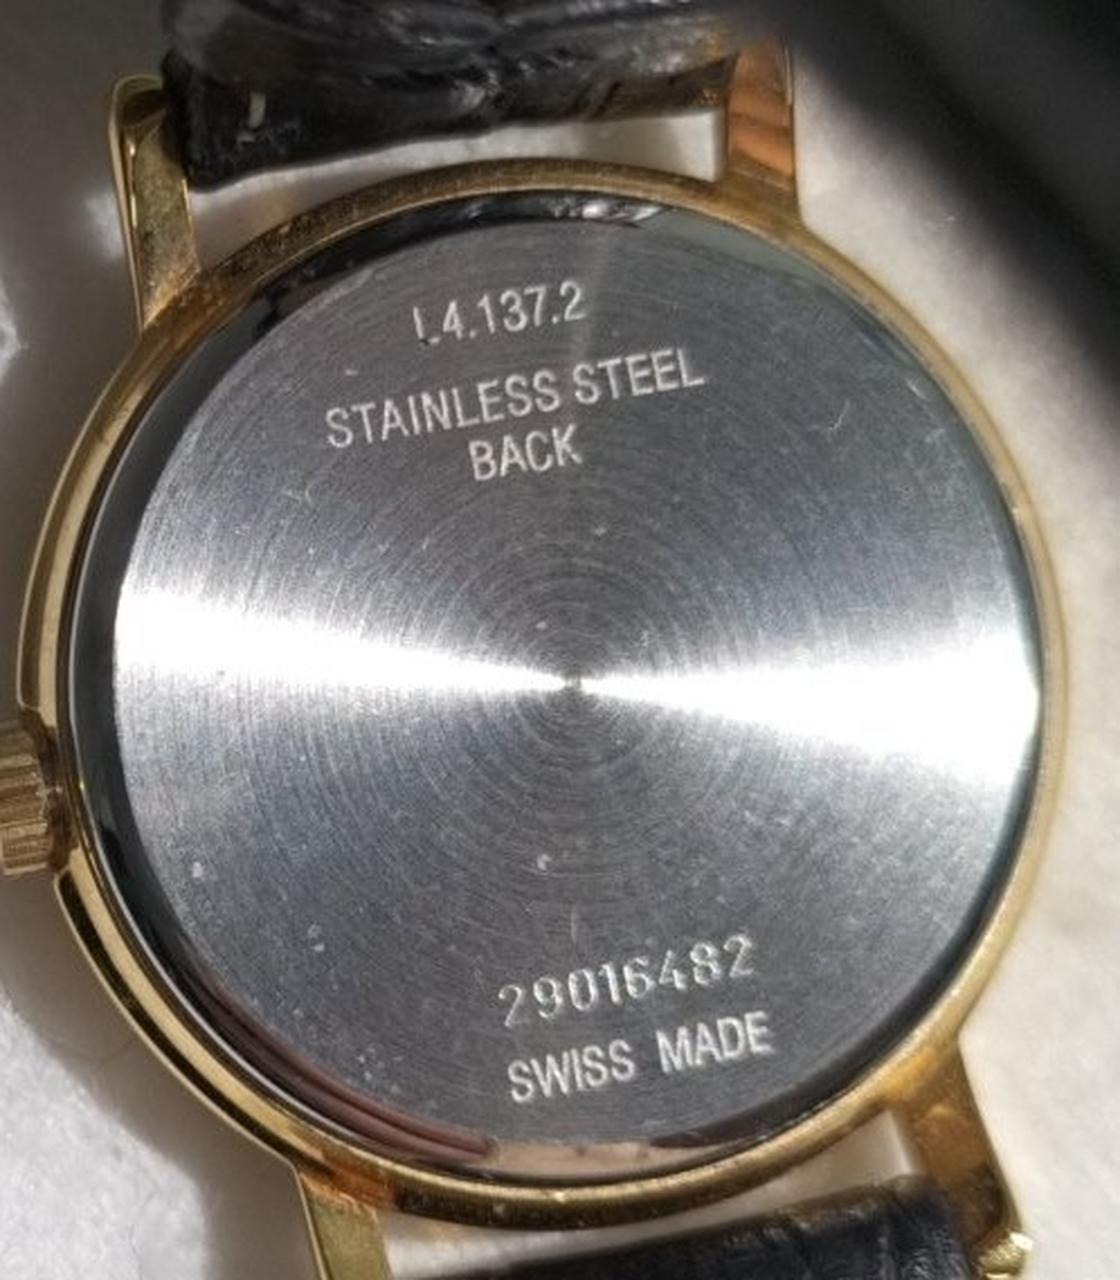 L4.137.2
STAINLESS STEEL
BACK
29016482
SWISS MADE